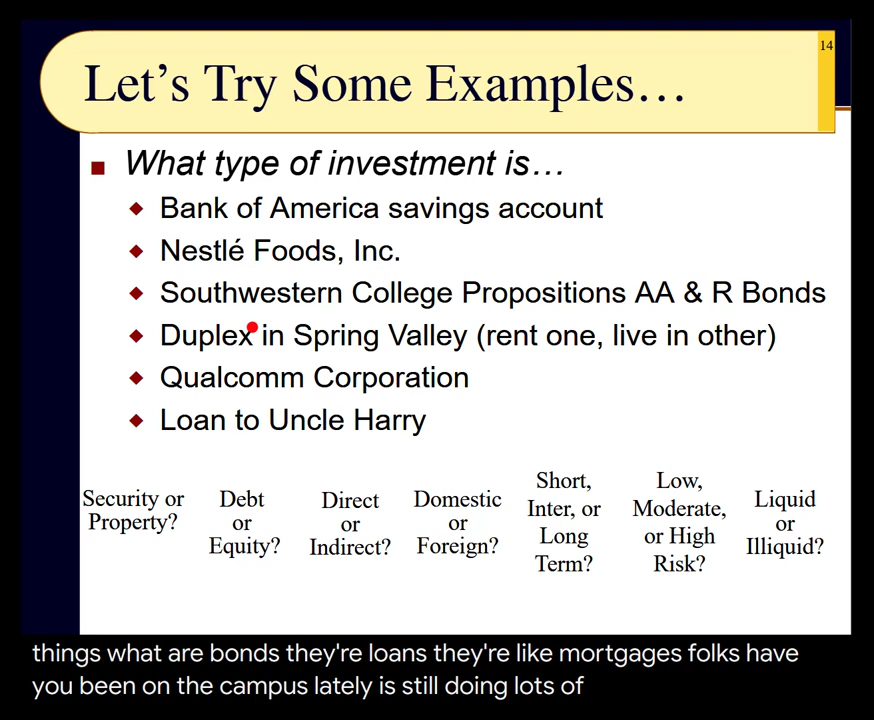 14
Let's Try Some Examples…
What type of investment is…
Bank of America savings account
Nestlé Foods, Inc.
Southwestern College Propositions AA & R Bonds
Duplex in Spring Valley (rent one, live in other)
Qualcomm Corporation
Loan to Uncle Harry
Security or
Property?
Debt
or
Equity?
Direct
or
Indirect?
Domestic
or
Foreign?
Short,
Inter, or
Long
Term?
Low,
Moderate,
or High
Risk?
Liquid
or
Illiquid?
things what are bonds they're loans they're like mortgages folks have
you been on the campus lately is still doing lots of